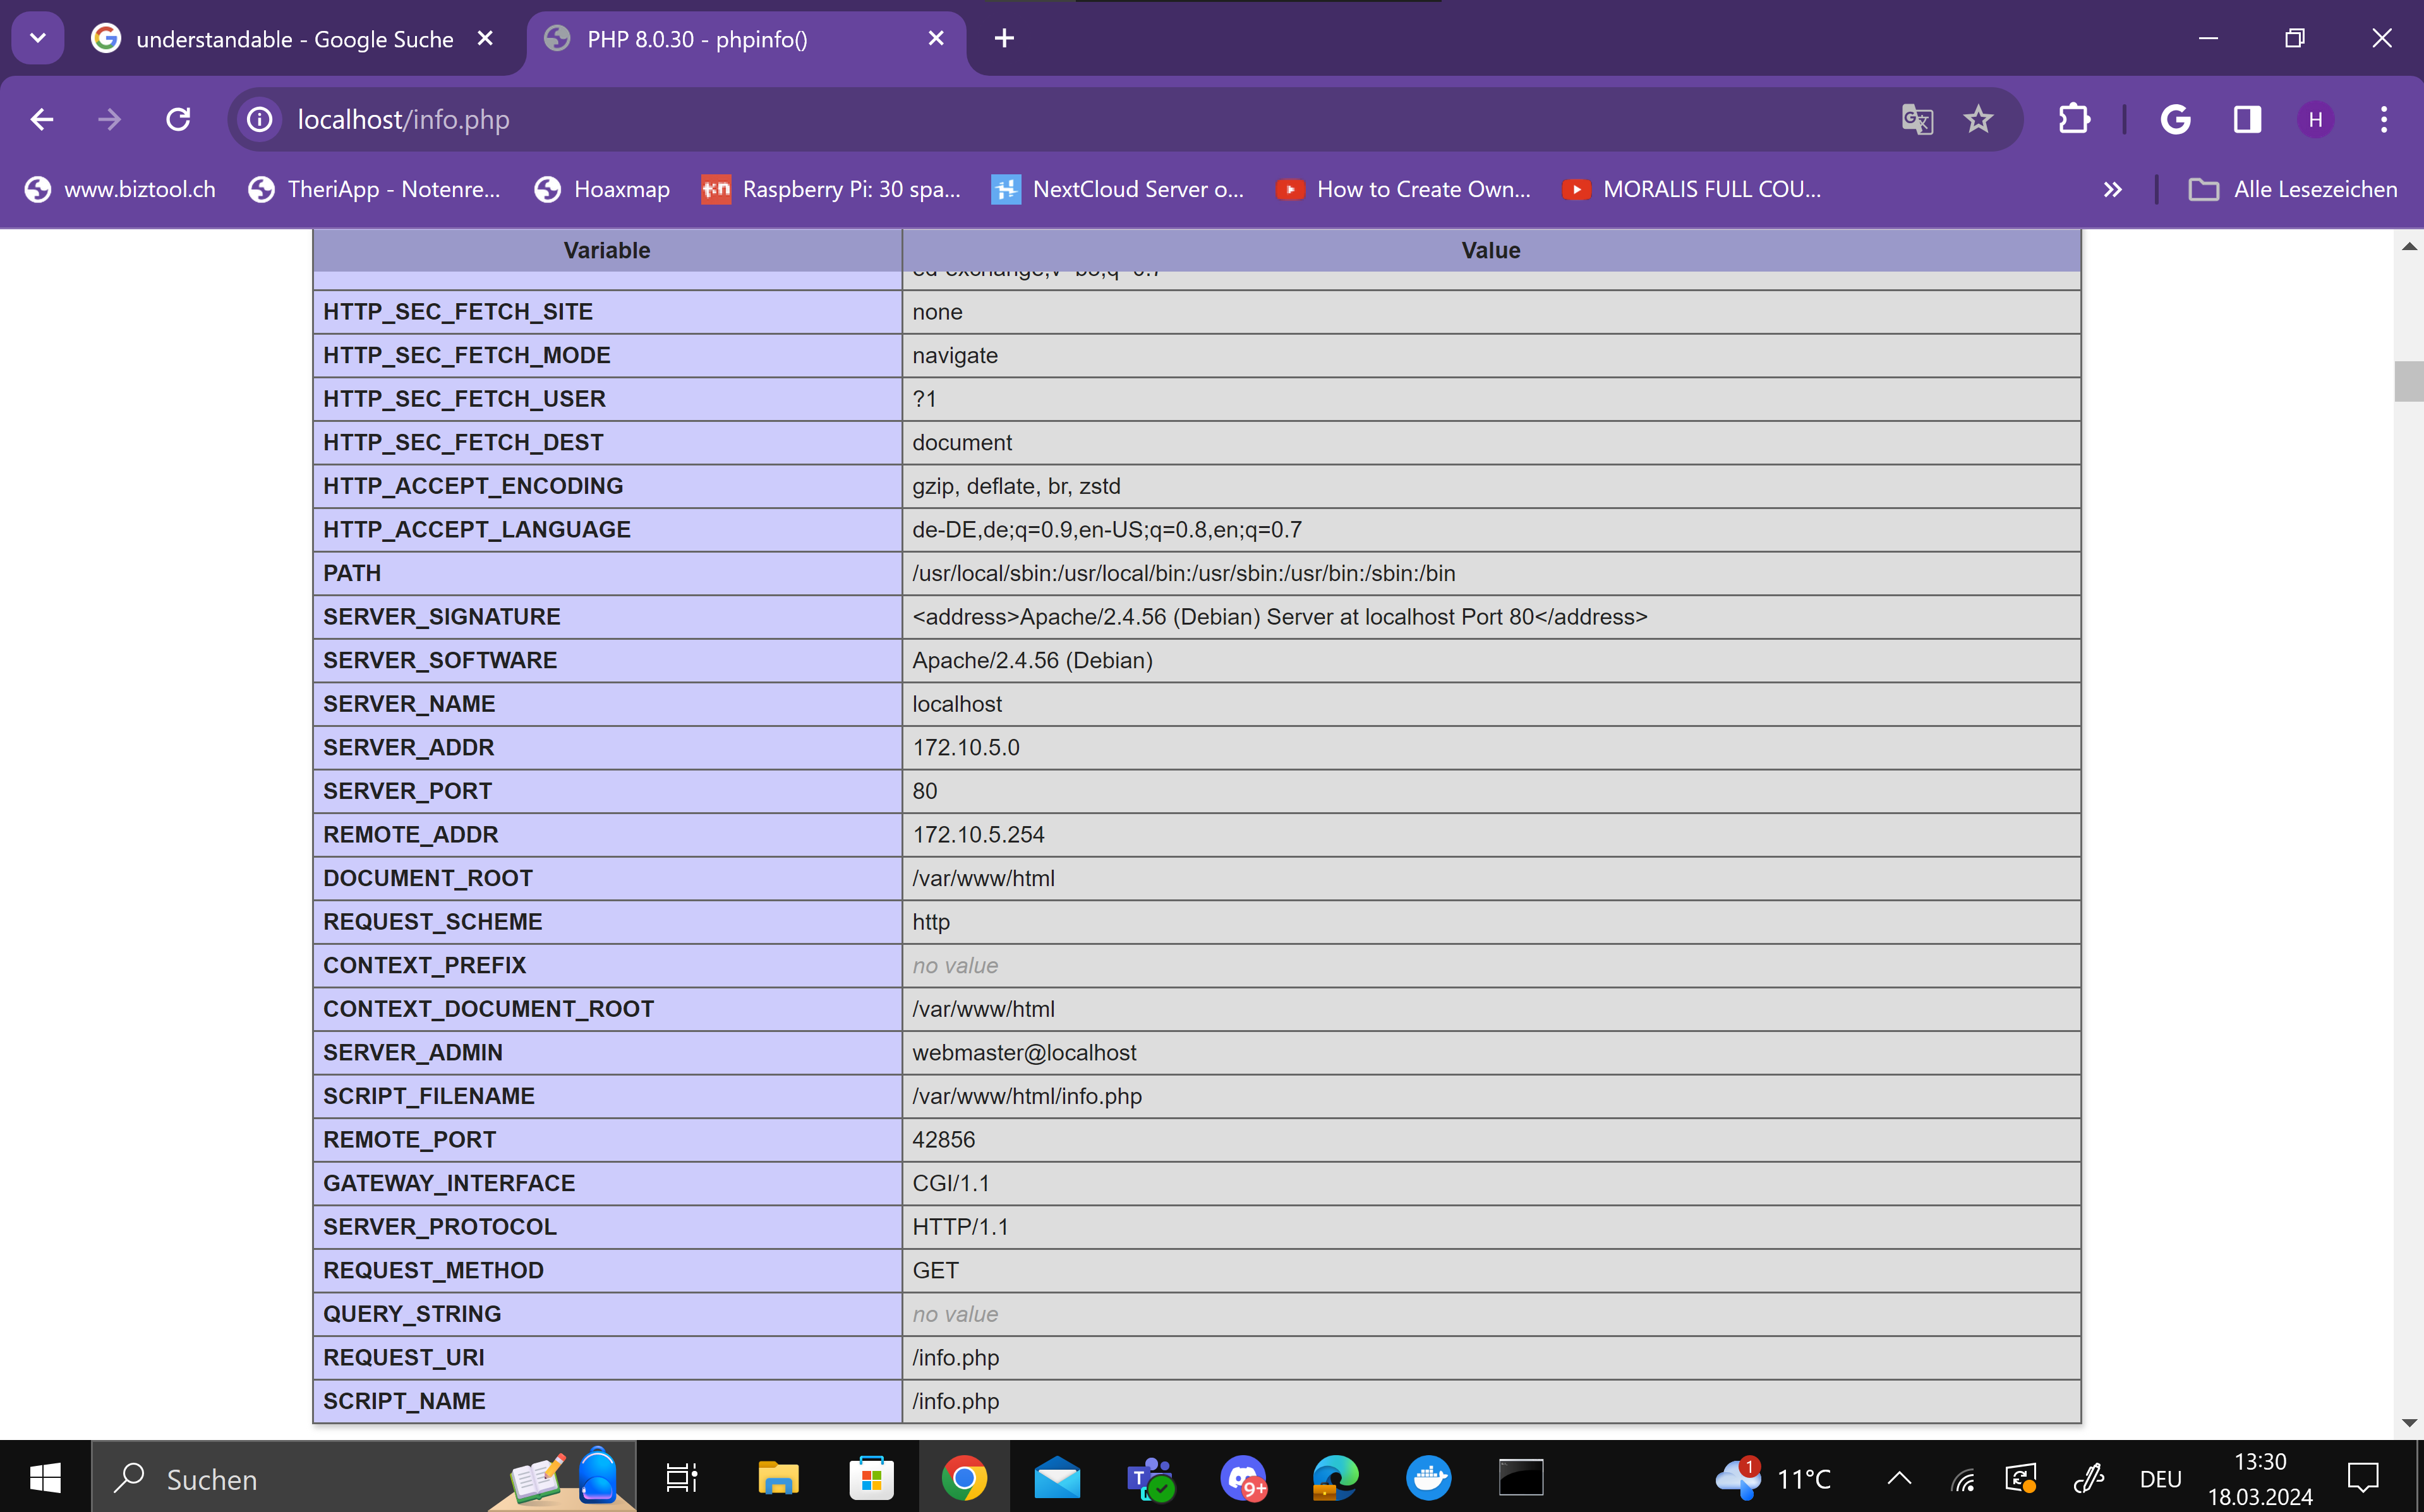 understandable - Google Suche
PHP 8.0.30 - phpinfo()
localhost/info.php
H
www.biztool.ch
TheriApp - Notenre...
Hoaxmap
Raspberry Pi: 30 spa...
NextCloud Server o...
How to Create Own...
MORALIS FULL COU...
Alle Lesezeichen
Variable Value
HTTP_SEC_FETCH_SITE none
HTTP_SEC_FETCH_MODE navigate
HTTP_SEC_FETCH_USER ?1
HTTP_SEC_FETCH_DEST document
HTTP_ACCEPT_ENCODING gzip, deflate, br, zstd
HTTP_ACCEPT_LANGUAGE de-DE,de;q=0.9,en-US;q=0.8,en;q=0.7
PATH /usr/local/sbin:/usr/local/bin:/usr/sbin:/usr/bin:/sbin:/bin
SERVER_SIGNATURE <address>Apache/2.4.56 (Debian) Server at localhost Port 80</address>
SERVER_SOFTWARE Apache/2.4.56 (Debian)
SERVER_NAME localhost
SERVER_ADDR 172.10.5.0
SERVER_PORT 80
REMOTE_ADDR 172.10.5.254
DOCUMENT_ROOT /var/www/html
REQUEST_SCHEME http
CONTEXT_PREFIX no value
CONTEXT_DOCUMENT_ROOT /var/www/html
SERVER_ADMIN webmaster@localhost
SCRIPT_FILENAME /var/www/html/info.php
REMOTE_PORT 42856
GATEWAY_INTERFACE CGI/1.1
SERVER_PROTOCOL HTTP/1.1
REQUEST_METHOD GET
QUERY_STRING no value
REQUEST_URI /info.php
SCRIPT_NAME /info.php
Suchen
9+
1
11°C
DEU
13:30
18.03.2024